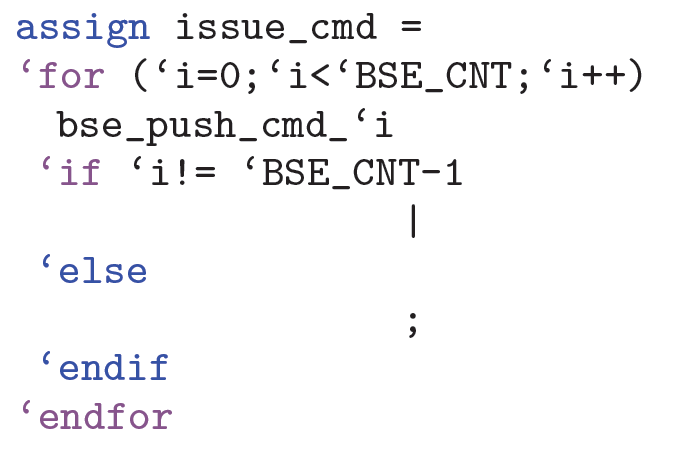 assign issue_cmd =
‘for (‘i=0;‘i<‘BSE_CNT;‘i++)
bse_push_cmd_‘i
‘if ‘i!= ‘BSE_CNT-1
|
‘else
;
‘endif
‘endfor